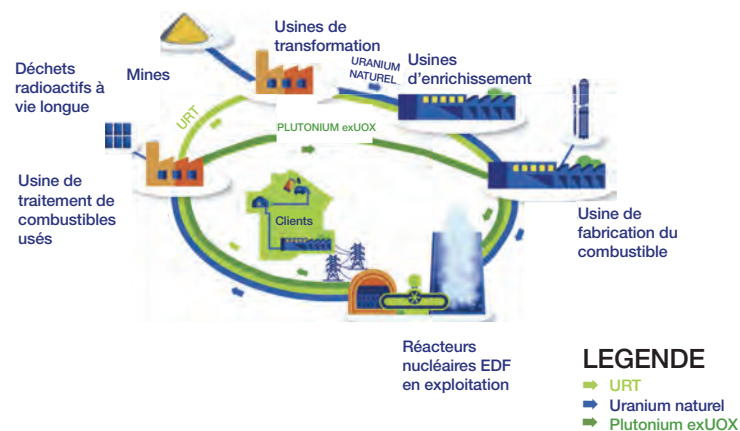 Usines de
transformation
Déchets
radioactifs à
vie longue
Mines
URANIUM
NATUREL
Usines
d'enrichissement
URT
PLUTONIUM exUOX
Usine de
traitement de
combustibles
usés
Clients
Usine de
fabrication du
combustible
Réacteurs
nucléaires EDF
en exploitation
LEGENDE
URT
Uranium naturel
Plutonium exUOX